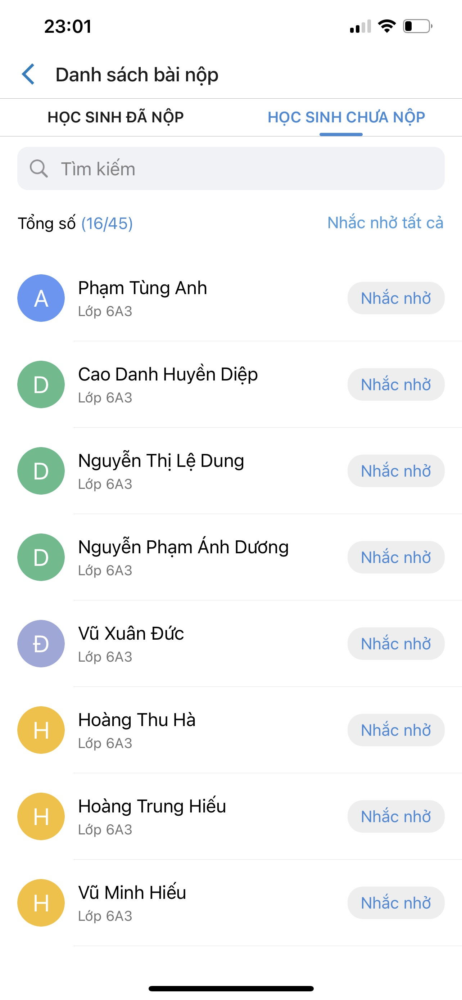 23:01
Danh sách bài nộp
HỌC SINH ĐÃ NỘP
HỌC SINH CHƯA NỘP
Tìm kiếm
Tổng số (16/45)
Nhắc nhở tất cả
A
Phạm Tùng Anh
Lớp 6A3
Nhắc nhở
D
Cao Danh Huyền Diệp
Lớp 6A3
Nhắc nhở
D
Nguyễn Thị Lệ Dung
Lớp 6A3
Nhắc nhở
D
Nguyễn Phạm Ánh Dương
Lớp 6A3
Nhắc nhở
Đ
Vũ Xuân Đức
Lớp 6A3
Nhắc nhở
H
Hoàng Thu Hà
Lớp 6A3
Nhắc nhở
H
Hoàng Trung Hiếu
Lớp 6A3
Nhắc nhở
H
Vũ Minh Hiếu
Lớp 6A3
Nhắc nhở